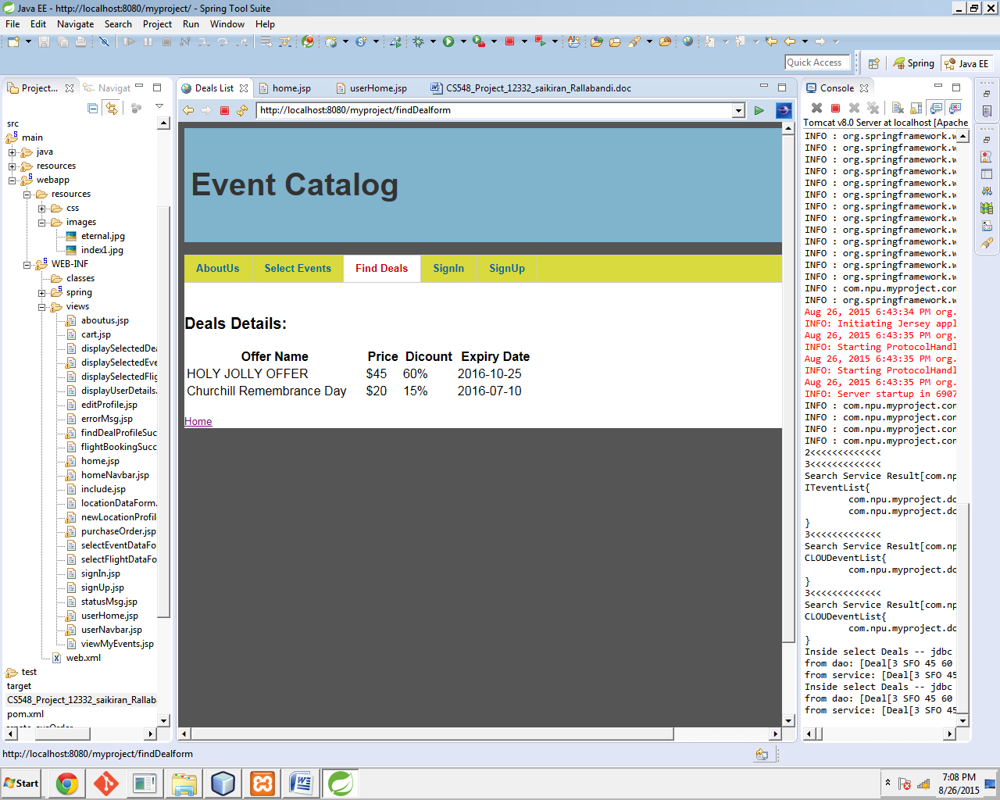 Java EE - http://localhost:8080/myproject/ - Spring Tool Suite
File Edit Navigate Search Project Run Window Help
Quick Access
Spring
Java EE
Project...
Navigat
Deals List
home.jsp
userHome.jsp
CS548_Project_12332_saikiran_Rallabandi.doc
Console
http://localhost:8080/myproject/findDealform
src
main
java
resources
webapp
resources
css
images
eternal.jpg
index1.jpg
WEB-INF
classes
spring
views
aboutus.jsp
cart.jsp
displaySelectedDea
displaySelectedEve
displaySelectedFlig
displayUserDetails.
editProfile.jsp
errorMsg.jsp
findDealProfileSuc
flightBookingSucc
home.jsp
homeNavbar.jsp
include.jsp
locationDataForm.
newLocationProfil
purchaseOrder.jsp
selectEventDataFo
selectFlightDataFo
signIn.jsp
signUp.jsp
statusMsg.jsp
userHome.jsp
userNavbar.jsp
viewMyEvents.jsp
web.xml
test
target
CS548_Project_12332_saikiran_Rallab
pom.xml
Event Catalog
AboutUs Select Events Find Deals SignIn SignUp
Deals Details:
Offer Name Price Dicount Expiry Date
HOLY JOLLY OFFER $45 60% 2016-10-25
Churchill Remembrance Day $20 15% 2016-07-10
Home
Tomcat v8.0 Server at localhost [Apache
INFO : org.springframework.w
INFO : org.springframework.w
INFO : org.springframework.w
INFO : org.springframework.w
INFO : org.springframework.w
INFO : org.springframework.w
INFO : org.springframework.w
INFO : org.springframework.w
INFO : org.springframework.w
INFO : org.springframework.w
INFO : org.springframework.w
INFO : org.springframework.w
INFO : org.springframework.w
INFO : com.npu.myproject.con
INFO : org.springframework.w
Aug 26, 2015 6:43:34 PM org.
INFO: Initiating Jersey appl
Aug 26, 2015 6:43:35 PM org.
INFO: Starting ProtocolHandl
Aug 26, 2015 6:43:35 PM org.
INFO: Starting ProtocolHandl
Aug 26, 2015 6:43:35 PM org.
INFO: Server startup in 6907
INFO : com.npu.myproject.con
INFO : com.npu.myproject.con
INFO : com.npu.myproject.con
INFO : com.npu.myproject.con
2<<<<<<<<<<<<<
3<<<<<<<<<<<<<
Search Service Result[com.np
ITeventList{
com.npu.myproject.do
com.npu.myproject.do
}
3<<<<<<<<<<<<<
Search Service Result[com.np
CLOUDeventList{
com.npu.myproject.do
}
3<<<<<<<<<<<<<
Search Service Result[com.np
CLOUDeventList{
com.npu.myproject.do
}
Inside select Deals -- jdbc
from dao: [Deal[3 SFO 45 60
from service: [Deal[3 SFO 45
Inside select Deals -- jdbc
from dao: [Deal[3 SFO 45 60
from service: [Deal[3 SFO 45
http://localhost:8080/myproject/findDealform
Start
7:08 PM
8/26/2015